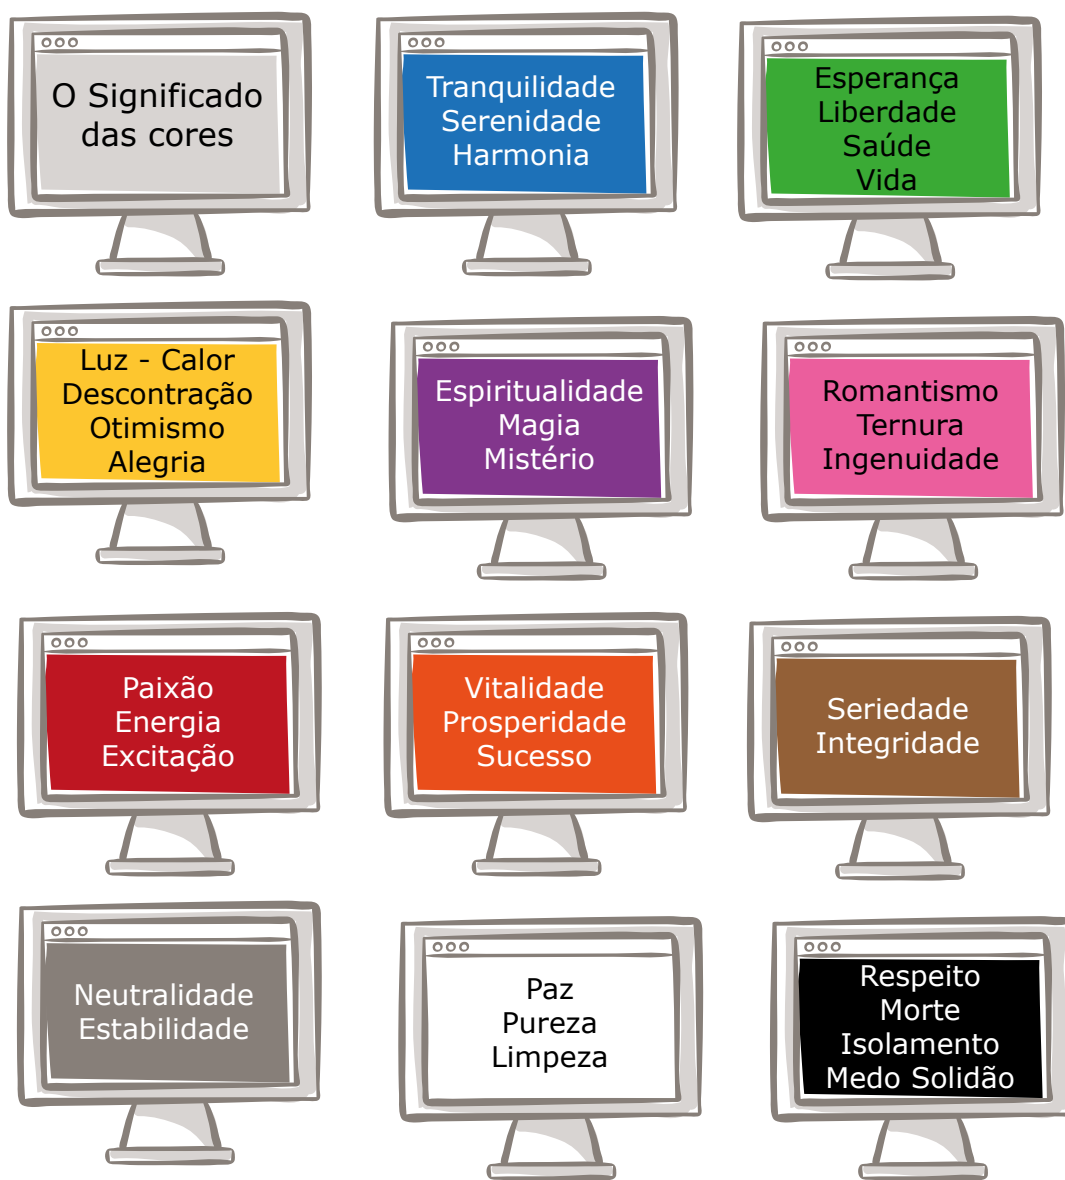 O Significado
das cores
Tranquilidade
Serenidade
Harmonia
Esperança
Liberdade
Saúde
Vida
Luz - Calor
Descontração
Otimismo
Alegria
Espiritualidade
Magia
Mistério
Romantismo
Ternura
Ingenuidade
Paixão
Energia
Excitação
Vitalidade
Prosperidade
Sucesso
Seriedade
Integridade
Neutralidade
Estabilidade
Paz
Pureza
Limpeza
Respeito
Morte
Isolamento
Medo Solidão